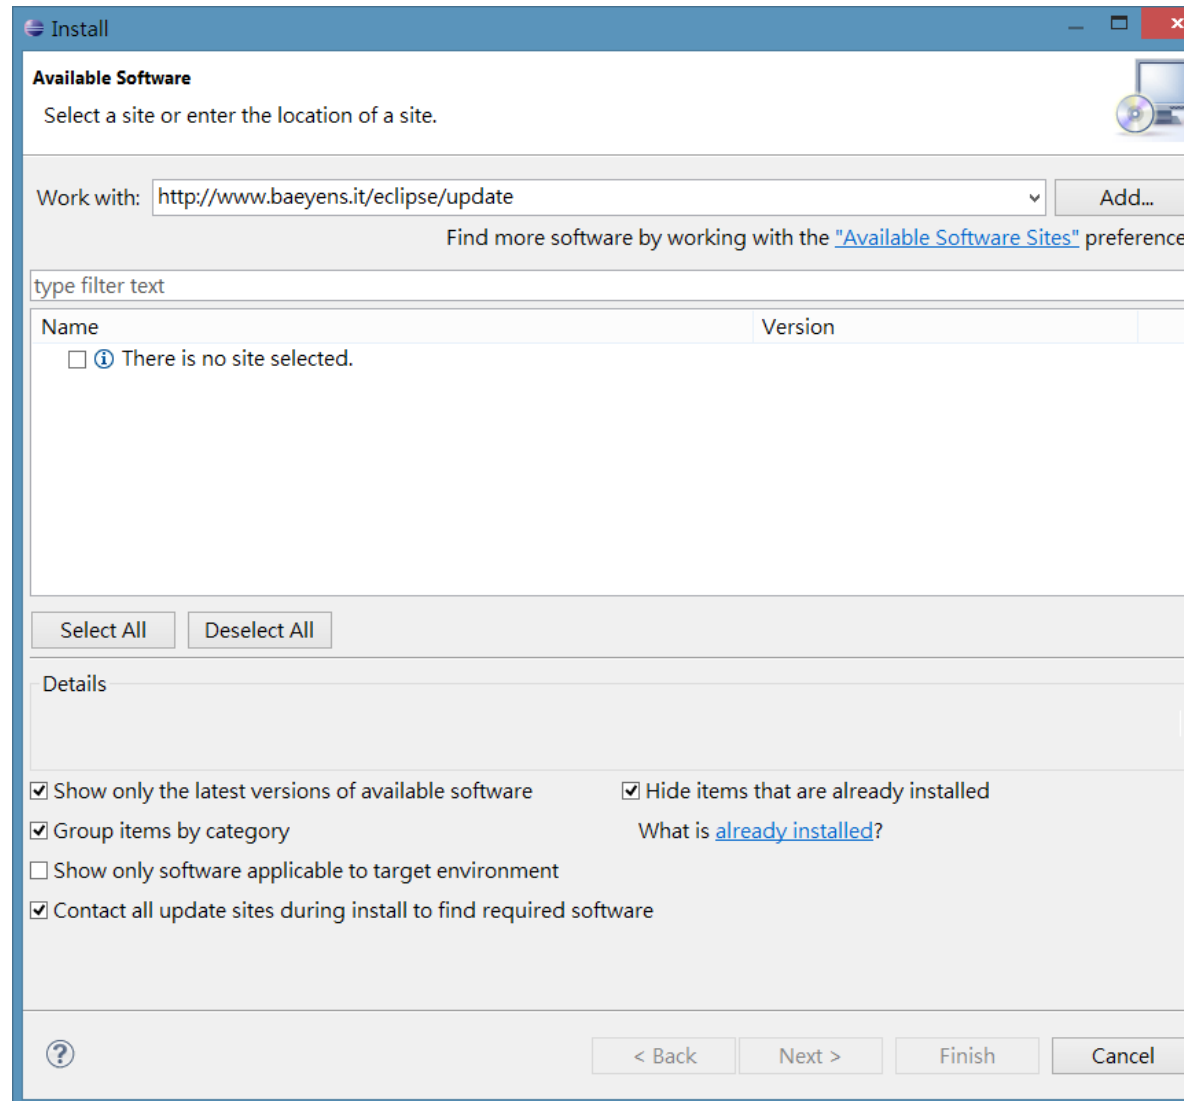 Install
Available Software
Select a site or enter the location of a site.
Work with: http://www.baeyens.it/eclipse/update Add...
Find more software by working with the "Available Software Sites" preference
type filter text
Name Version
There is no site selected.
Select All Deselect All
Details
Show only the latest versions of available software Hide items that are already installed
Group items by category What is already installed?
Show only software applicable to target environment
Contact all update sites during install to find required software
? < Back Next > Finish Cancel